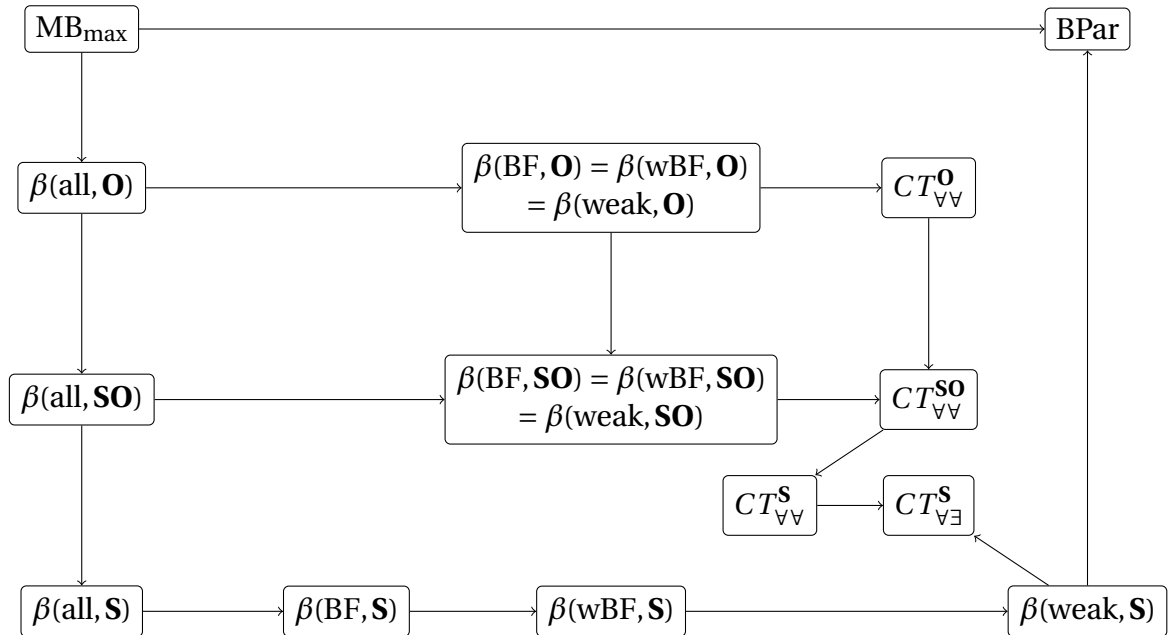 MB_max
BPar
β(all, O)
β(BF, O) = β(wBF, O)
= β(weak, O)
CT^O_∀∀
β(all, SO)
β(BF, SO) = β(wBF, SO)
= β(weak, SO)
CT^SO_∀∀
CT^S_∀∀
CT^S_∀∃
β(all, S)
β(BF, S)
β(wBF, S)
β(weak, S)